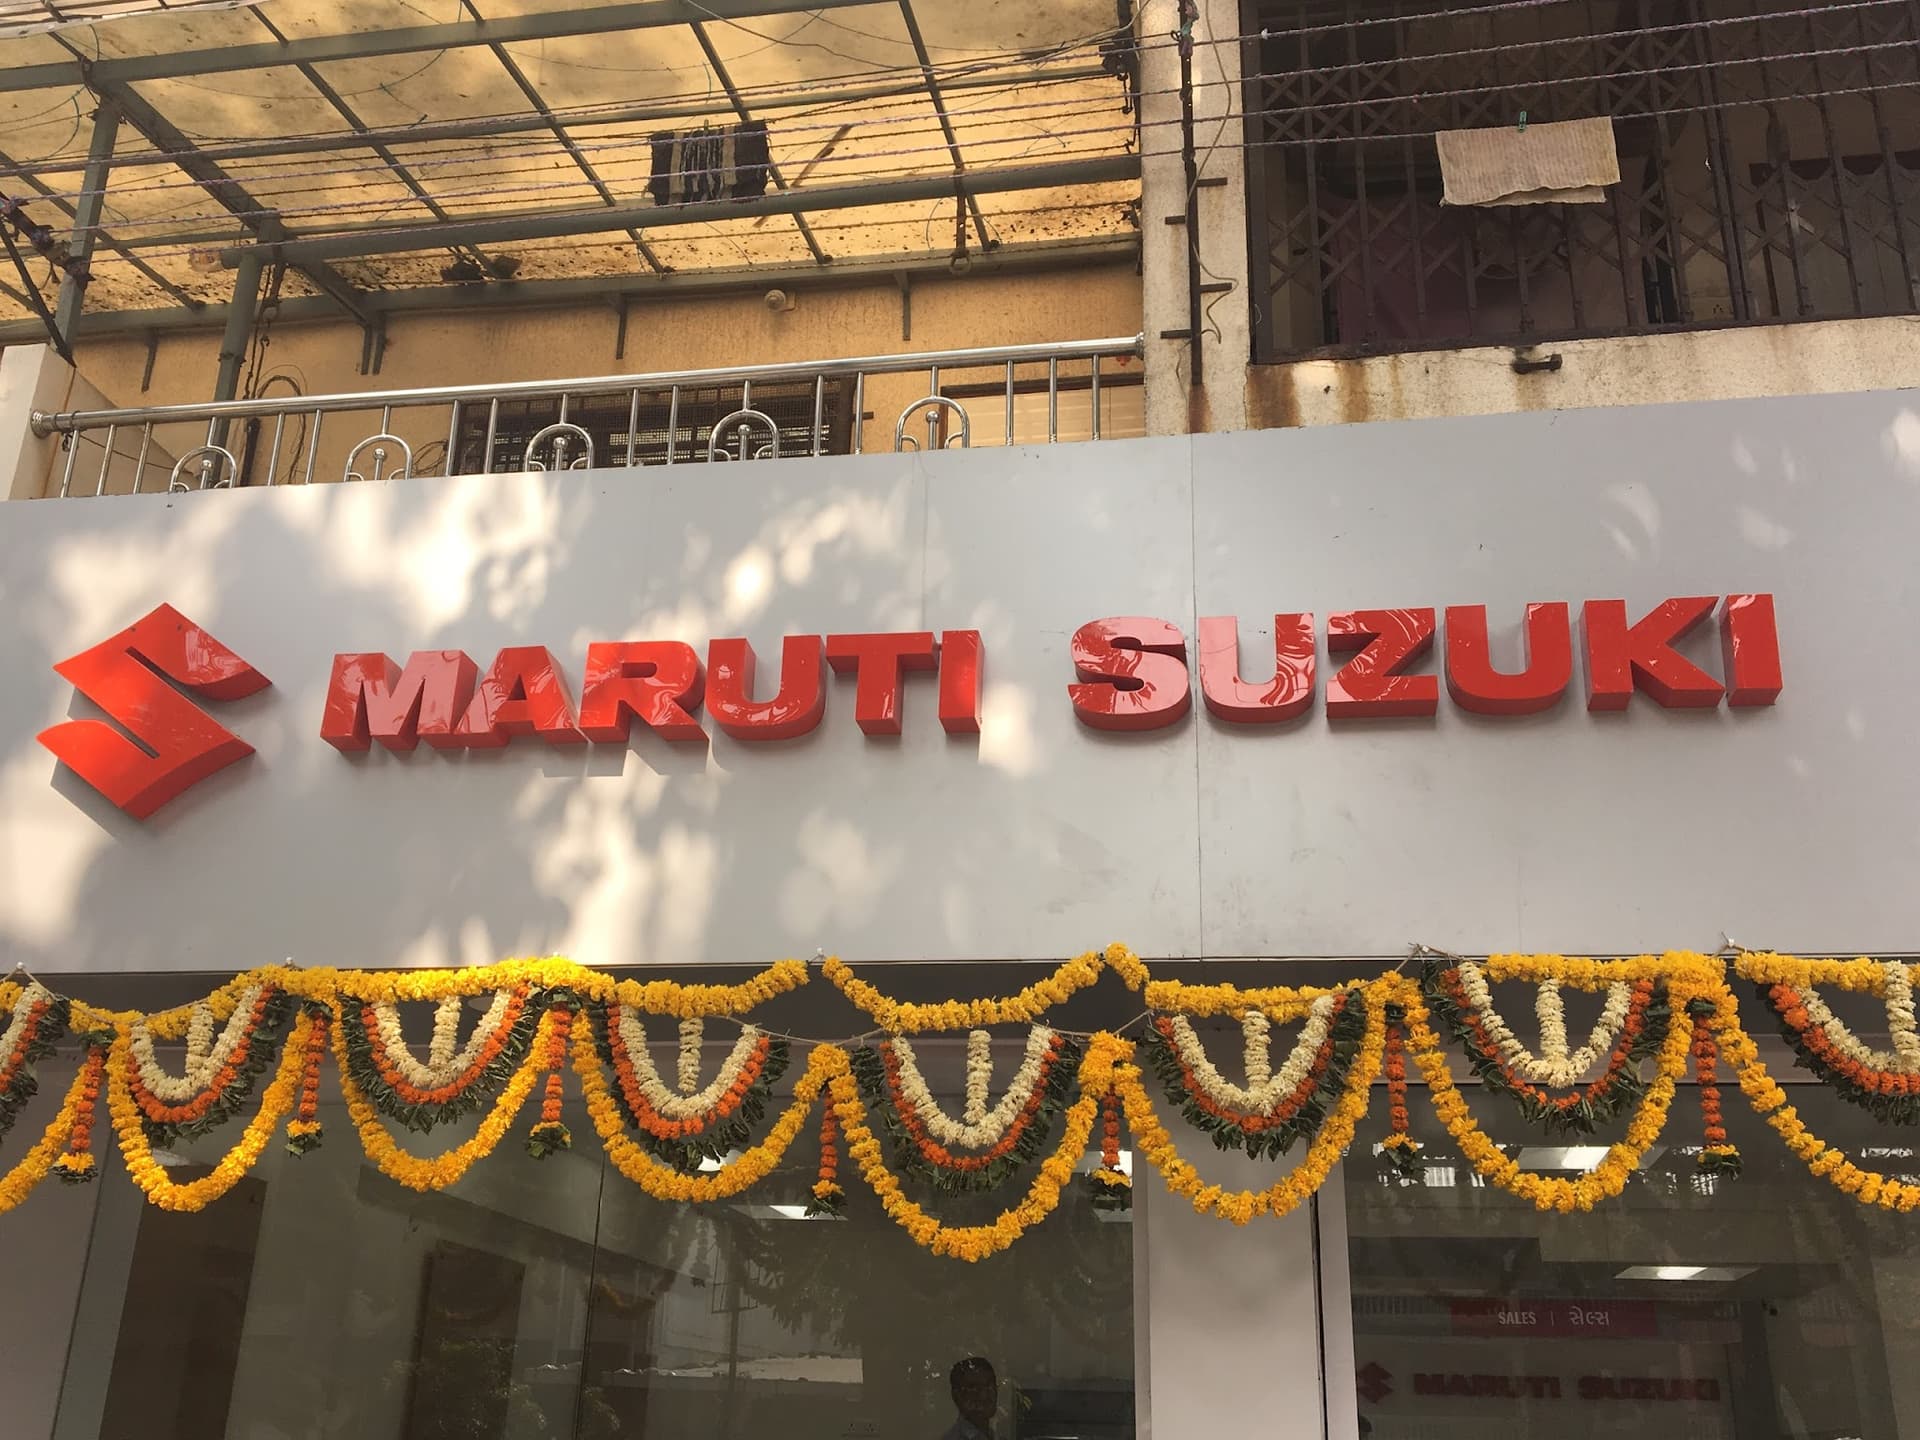 MARUTI SUZUKI
SALES | સેલ્સ
MARUTI SUZUKI